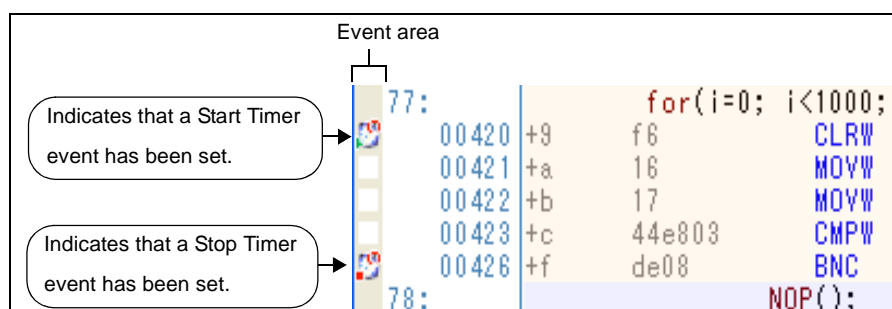 Event area
Indicates that a Start Timer
event has been set.
Indicates that a Stop Timer
event has been set.
77: for(i=0; i<1000;
00420 +9 f6 CLRW
00421 +a 16 MOVW
00422 +b 17 MOVW
00423 +c 44e803 CMPW
00426 +f de08 BNC
78: NOP();